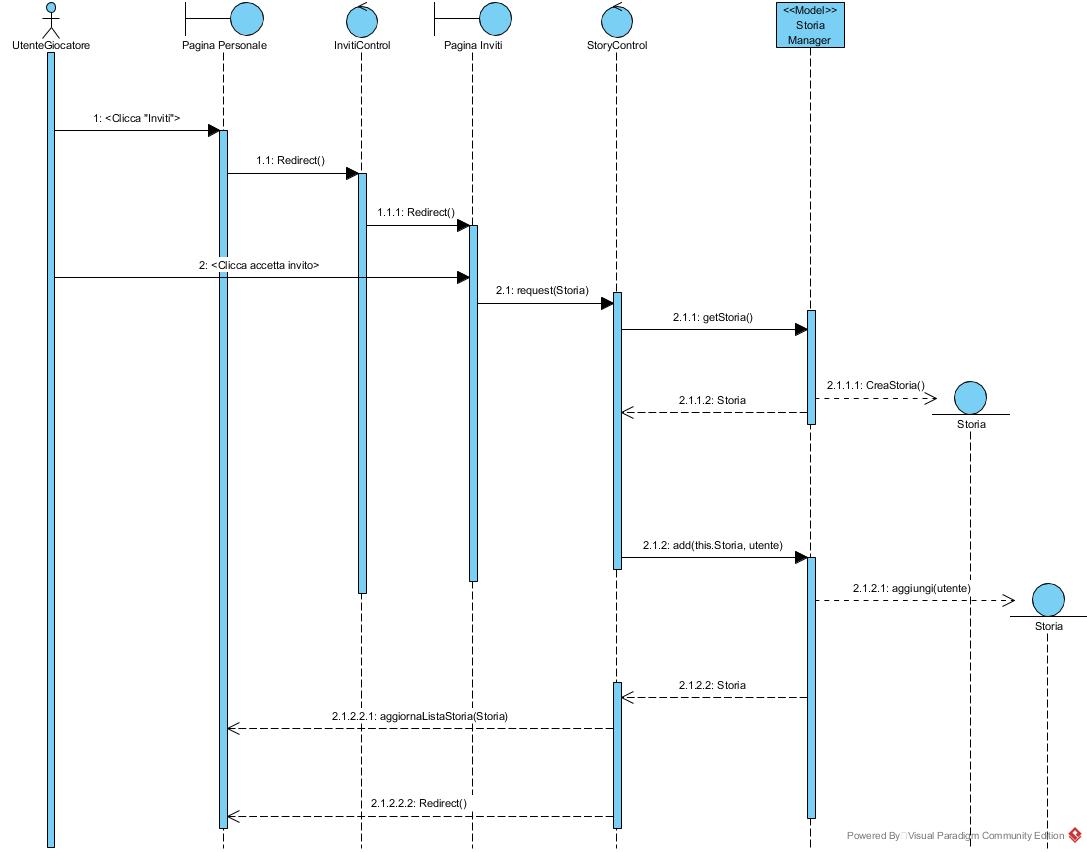 <<Model>>
Storia
Manager
UtenteGiocatore
Pagina Personale
InvitiControl
Pagina Inviti
StoryControl
1: <Clicca "Inviti">
1.1: Redirect()
1.1.1: Redirect()
2: <Clicca accetta invito>
2.1: request(Storia)
2.1.1: getStoria()
2.1.1.1: CreaStoria()
2.1.1.2: Storia
Storia
2.1.2: add(this.Storia, utente)
2.1.2.1: aggiungi(utente)
Storia
2.1.2.2: Storia
2.1.2.2.1: aggiornaListaStoria(Storia)
2.1.2.2.2: Redirect()
Powered By Visual Paradigm Community Edition